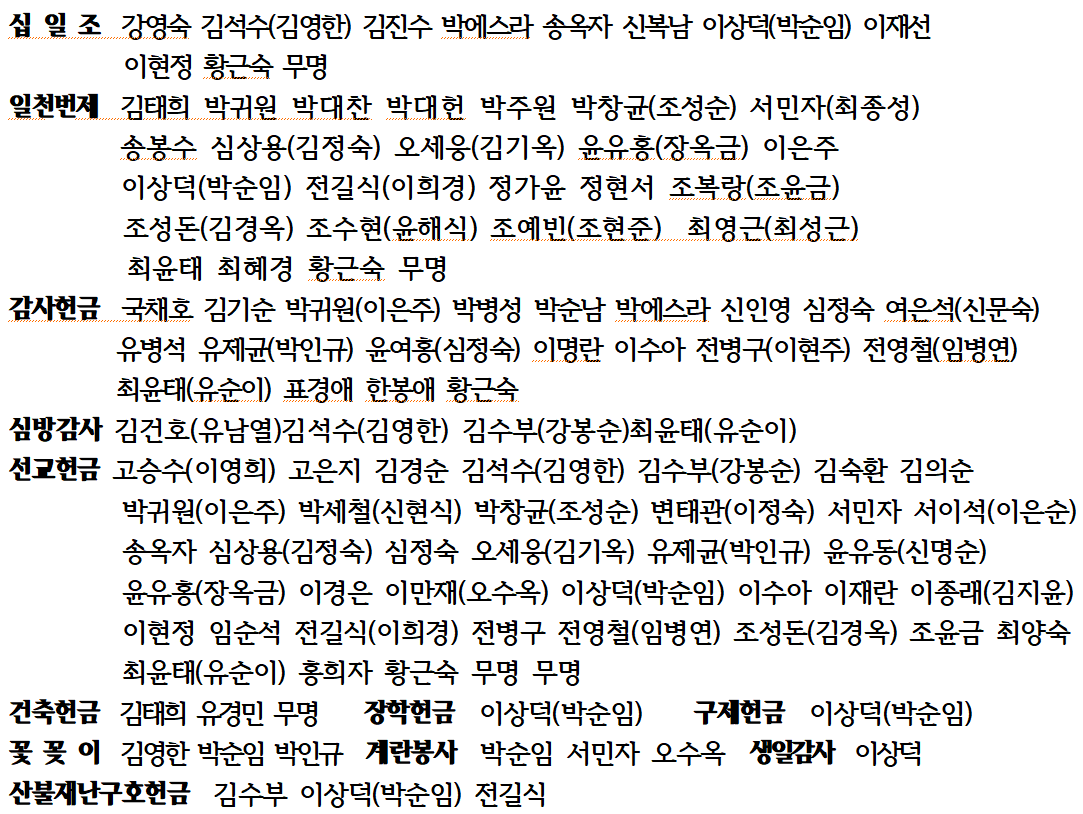 십 일 조 강영숙 김석수(김영한) 김진수 박에스라 송옥자 신복남 이상덕(박순임) 이재선
이현정 황근숙 무명
일천번제 김태희 박귀원 박대찬 박대헌 박주원 박창균(조성순) 서민자(최종성)
송봉수 심상용(김정숙) 오세웅(김기옥) 윤유홍(장옥금) 이은주
이상덕(박순임) 전길식(이희경) 정가윤 정현서 조복랑(조윤금)
조성돈(김경옥) 조수현(윤해식) 조예빈(조현준) 최영근(최성근)
최윤태 최혜경 황근숙 무명
감사헌금 국채호 김기순 박귀원(이은주) 박병성 박순남 박에스라 신인영 심정숙 여은석(신문숙)
유병석 유제균(박인규) 윤여홍(심정숙) 이명란 이수아 전병구(이현주) 전영철(임병연)
최윤태(유순이) 표경애 한봉애 황근숙
심방감사 김건호(유남열)김석수(김영한) 김수부(강봉순)최윤태(유순이)
선교헌금 고승수(이영희) 고은지 김경순 김석수(김영한) 김수부(강봉순) 김숙환 김의순
박귀원(이은주) 박세철(신현식) 박창균(조성순) 변태관(이정숙) 서민자 서이석(이은순)
송옥자 심상용(김정숙) 심정숙 오세웅(김기옥) 유제균(박인규) 윤유동(신명순)
윤유홍(장옥금) 이경은 이만재(오수옥) 이상덕(박순임) 이수아 이재란 이종래(김지윤)
이현정 임순석 전길식(이희경) 전병구 전영철(임병연) 조성돈(김경옥) 조윤금 최양숙
최윤태(유순이) 홍희자 황근숙 무명 무명
건축헌금 김태희 유경민 무명 장학헌금 이상덕(박순임) 구제헌금 이상덕(박순임)
꽃 꽂 이 김영한 박순임 박인규 계란봉사 박순임 서민자 오수옥 생일감사 이상덕
산불재난구호헌금 김수부 이상덕(박순임) 전길식